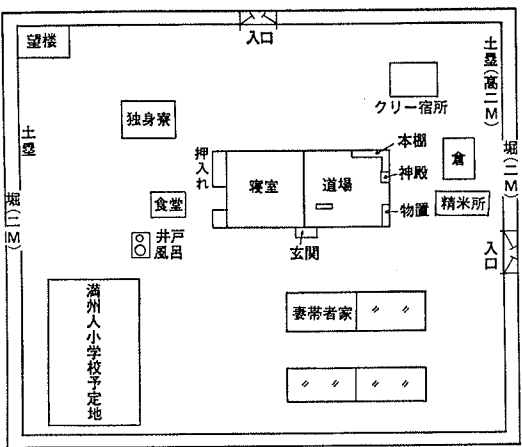 望楼
入口
土塁(高二M)
クリー宿所
独身寮
土塁
押入れ
本棚
倉
堀(二M)
寝室
道場
神殿
堀(二M)
食堂
物置
精米所
井戸
風呂
玄関
入口
満州人小学校予定地
妻帯者家
〃 〃
〃 〃
〃 〃